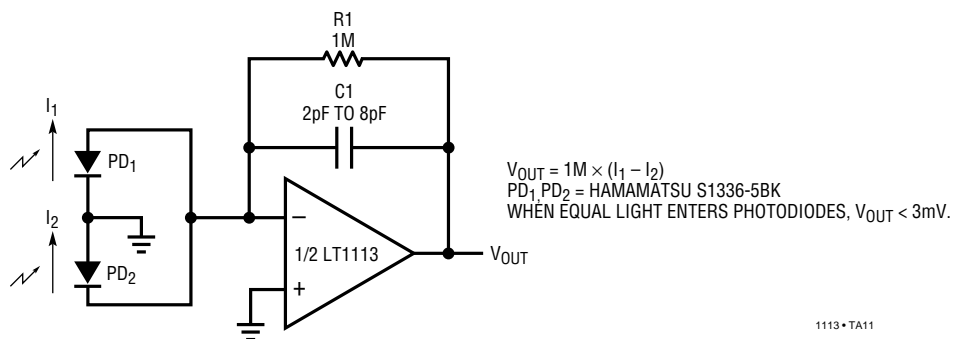 R1
1M
C1
2pF TO 8pF
I1
PD1
I2
PD2
–
+
1/2 LT1113
VOUT
VOUT = 1M × (I1 – I2)
PD1,PD2 = HAMAMATSU S1336-5BK
WHEN EQUAL LIGHT ENTERS PHOTODIODES, VOUT < 3mV.
1113 • TA11